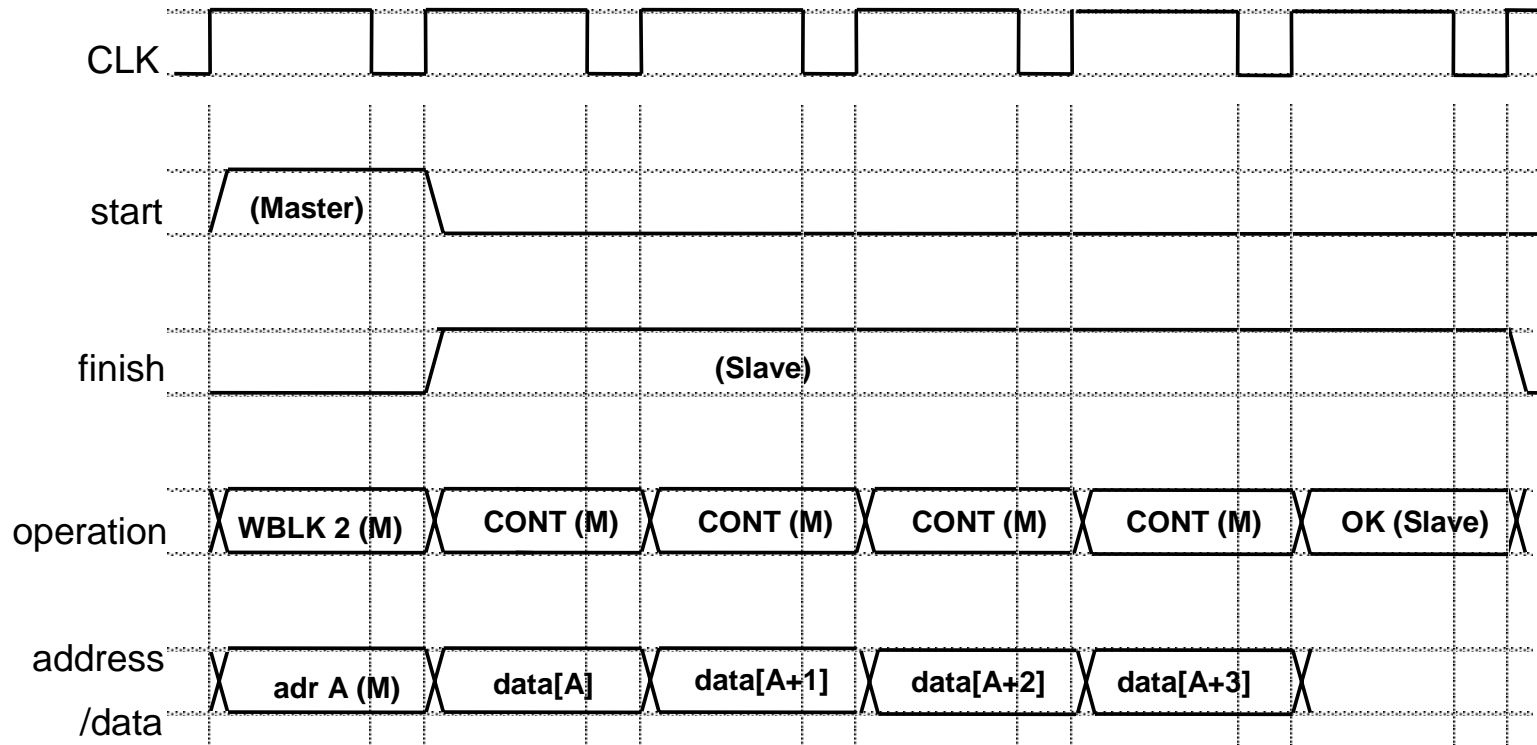 CLK
start (Master)
finish (Slave)
operation WBLK 2 (M) CONT (M) CONT (M) CONT (M) CONT (M) OK (Slave)
address
/data adr A (M) data[A] data[A+1] data[A+2] data[A+3]